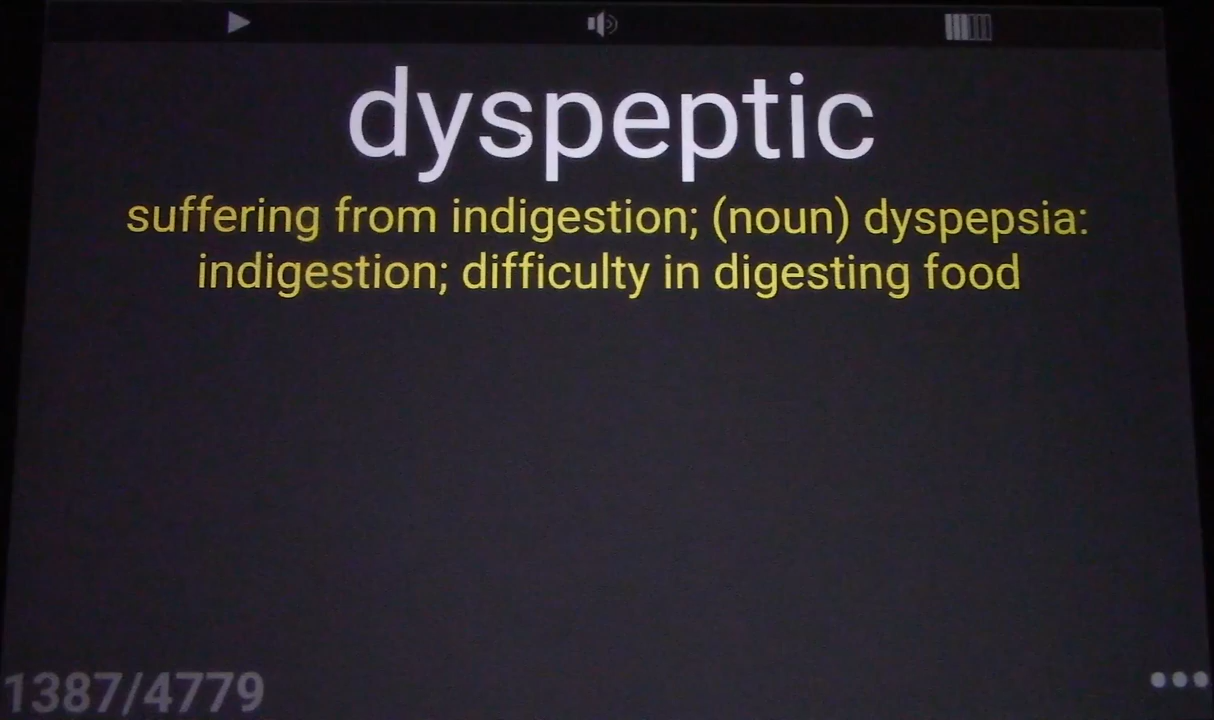 dyspeptic
suffering from indigestion; (noun) dyspepsia:
indigestion; difficulty in digesting food
1387/4779